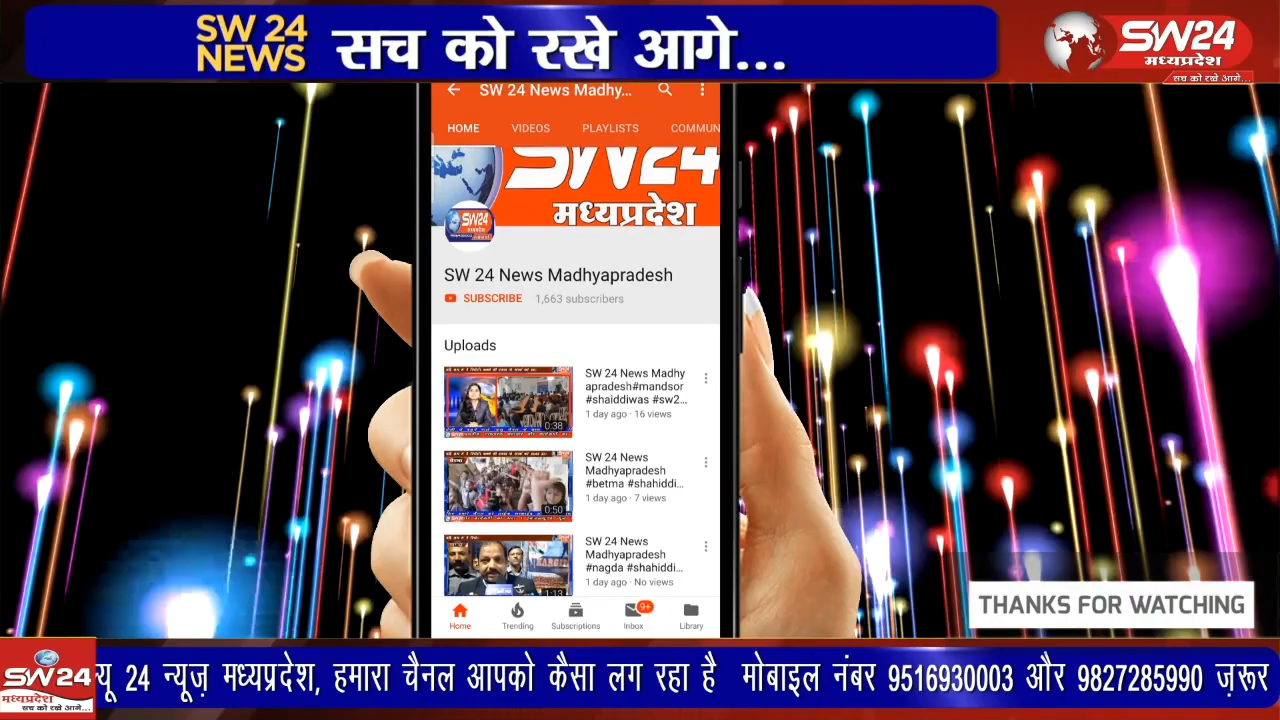 SW 24
NEWS
सच को रखे आगे...
SW24
मध्यप्रदेश
सच को रखे आगे...
SW 24 News Madhy...
HOME VIDEOS PLAYLISTS COMMUN
SW24
मध्यप्रदेश
SW24
SW 24 News Madhyapradesh
SUBSCRIBE 1,663 subscribers
Uploads
SW 24 News Madhy
apradesh#mandsor
#shaiddiwas #sw2...
1 day ago · 16 views
0:38
SW 24 News
Madhyapradesh
#betma #shahiddi...
1 day ago · 7 views
0:50
SW 24 News
Madhyapradesh
#nagda #shahiddi...
1 day ago · No views
1:13
9+
Home Trending Subscriptions Inbox Library
THANKS FOR WATCHING
SW24
मध्यप्रदेश
सच को रखे आगे...
न्यू 24 न्यूज़ मध्यप्रदेश, हमारा चैनल आपको कैसा लग रहा है मोबाइल नंबर 9516930003 और 9827285990 ज़रूर